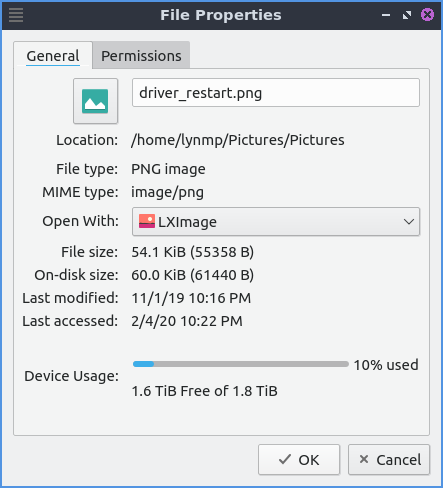 File Properties
General Permissions
driver_restart.png
Location: /home/lynmp/Pictures/Pictures
File type: PNG image
MIME type: image/png
Open With: LXImage
File size: 54.1 KiB (55358 B)
On-disk size: 60.0 KiB (61440 B)
Last modified: 11/1/19 10:16 PM
Last accessed: 2/4/20 10:22 PM
Device Usage: 10% used
1.6 TiB Free of 1.8 TiB
OK Cancel